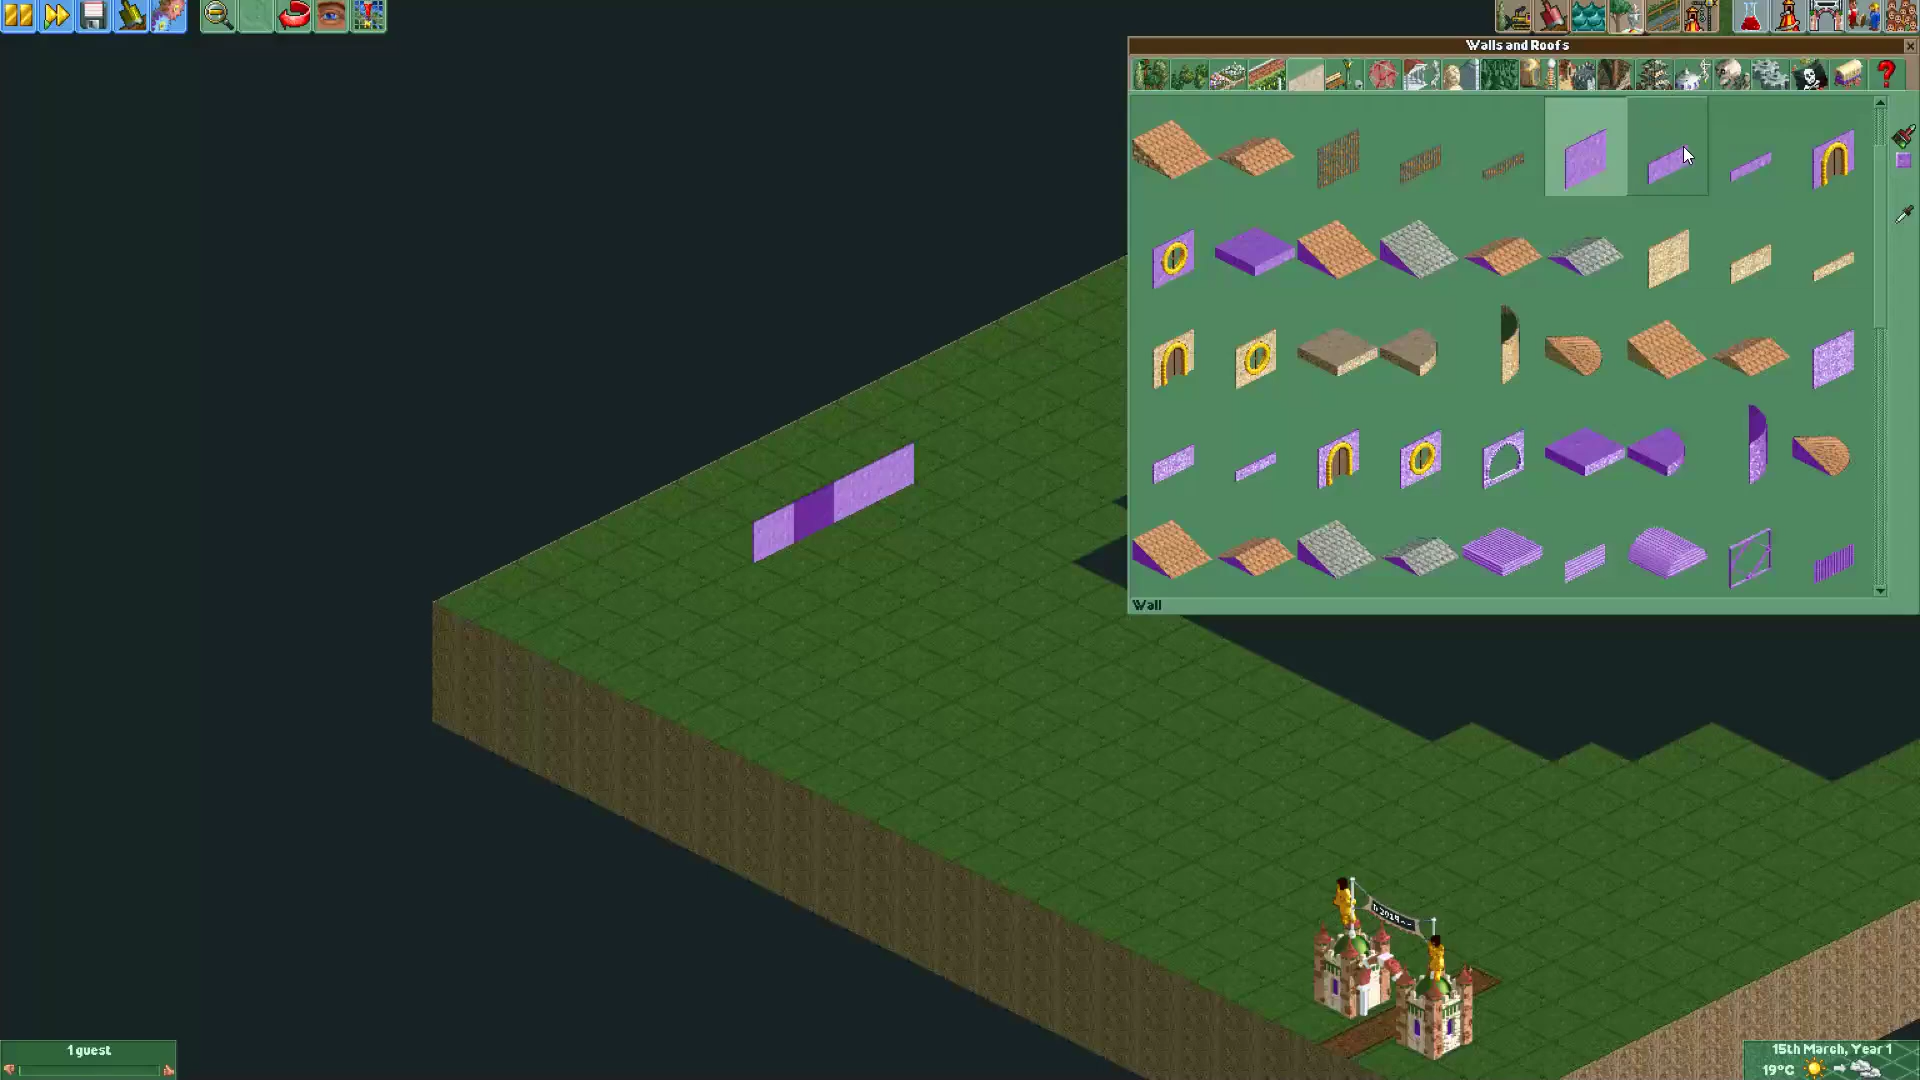 Walls and Roofs
Wall
1 guest
15th March, Year 1
19°C